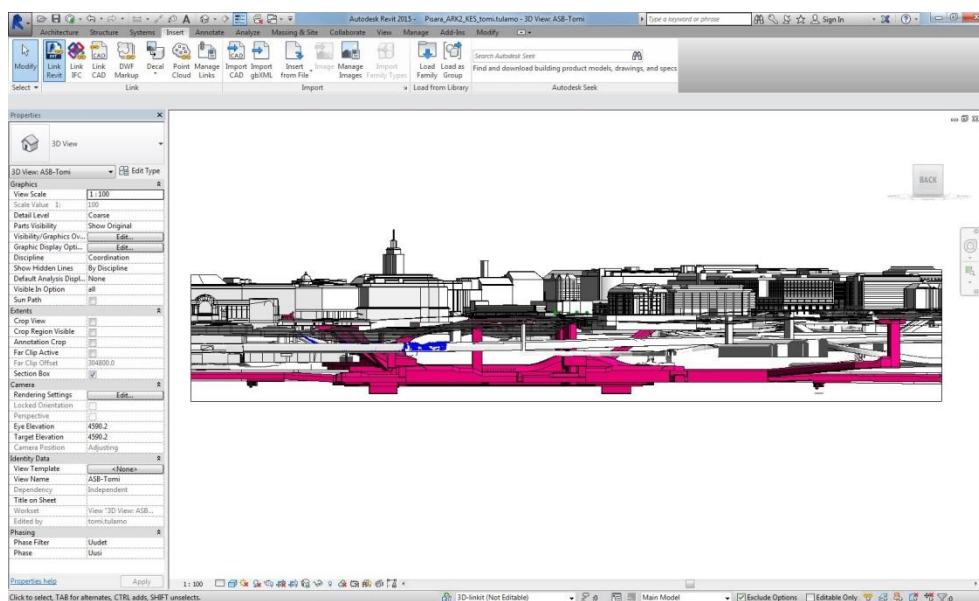 Autodesk Revit 2015 - Pisara_ARK2_KES_tomi.tulamo - 3D View: ASB-Tomi
Type a keyword or phrase
Sign In
Architecture Structure Systems Insert Annotate Analyze Massing & Site Collaborate View Manage Add-Ins Modify
Modify
Link Revit
Link IFC
Link CAD
DWF Markup
Decal
Point Cloud
Manage Links
Import CAD
Import gbXML
Insert from File
Image
Manage Images
Import Family Types
Load Family
Load as Group
Search Autodesk Seek
Find and download building product models, drawings, and specs
Select
Link
Import
Load from Library
Autodesk Seek
Properties
3D View
3D View: ASB-Tomi
Edit Type
Graphics
View Scale 1:100
Scale Value 1: 100
Detail Level Coarse
Parts Visibility Show Original
Visibility/Graphics Ov... Edit...
Graphic Display Opti... Edit...
Discipline Coordination
Show Hidden Lines By Discipline
Default Analysis Displ... None
Visible In Option all
Sun Path
Extents
Crop View
Crop Region Visible
Annotation Crop
Far Clip Active
Far Clip Offset 304800.0
Section Box
Camera
Rendering Settings Edit...
Locked Orientation
Perspective
Eye Elevation 4590.2
Target Elevation 4590.2
Camera Position Adjusting
Identity Data
View Template <None>
View Name ASB-Tomi
Dependency Independent
Title on Sheet
Workset View "3D View: ASB...
Edited by tomi.tulamo
Phasing
Phase Filter Uudet
Phase Uusi
Properties help
Apply
BACK
1 : 100
Click to select, TAB for alternates, CTRL adds, SHIFT unselects.
3D-linkit (Not Editable)
:0
Main Model
Exclude Options
Editable Only
:0